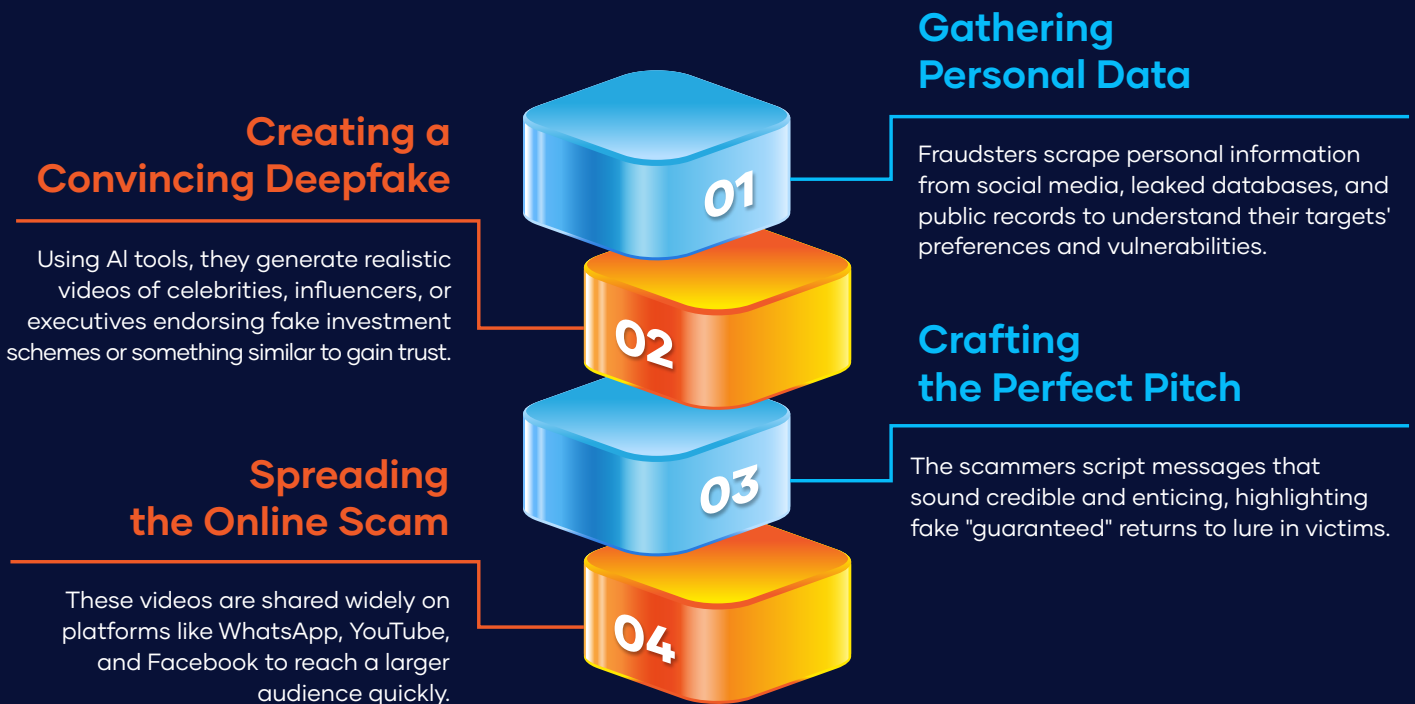 Gathering
Personal Data
01
Fraudsters scrape personal information
from social media, leaked databases, and
public records to understand their targets'
preferences and vulnerabilities.
Creating a
Convincing Deepfake
02
Using AI tools, they generate realistic
videos of celebrities, influencers, or
executives endorsing fake investment
schemes or something similar to gain trust.
Crafting
the Perfect Pitch
03
The scammers script messages that
sound credible and enticing, highlighting
fake "guaranteed" returns to lure in victims.
Spreading
the Online Scam
04
These videos are shared widely on
platforms like WhatsApp, YouTube,
and Facebook to reach a larger
audience quickly.